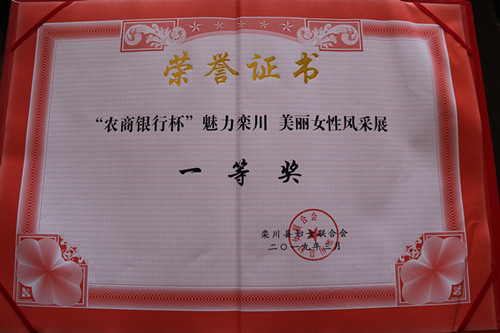 荣誉证书
“农商银行杯”魅力栾川 美丽女性风采展
一等奖
栾川县妇女联合会
二〇一九年三月